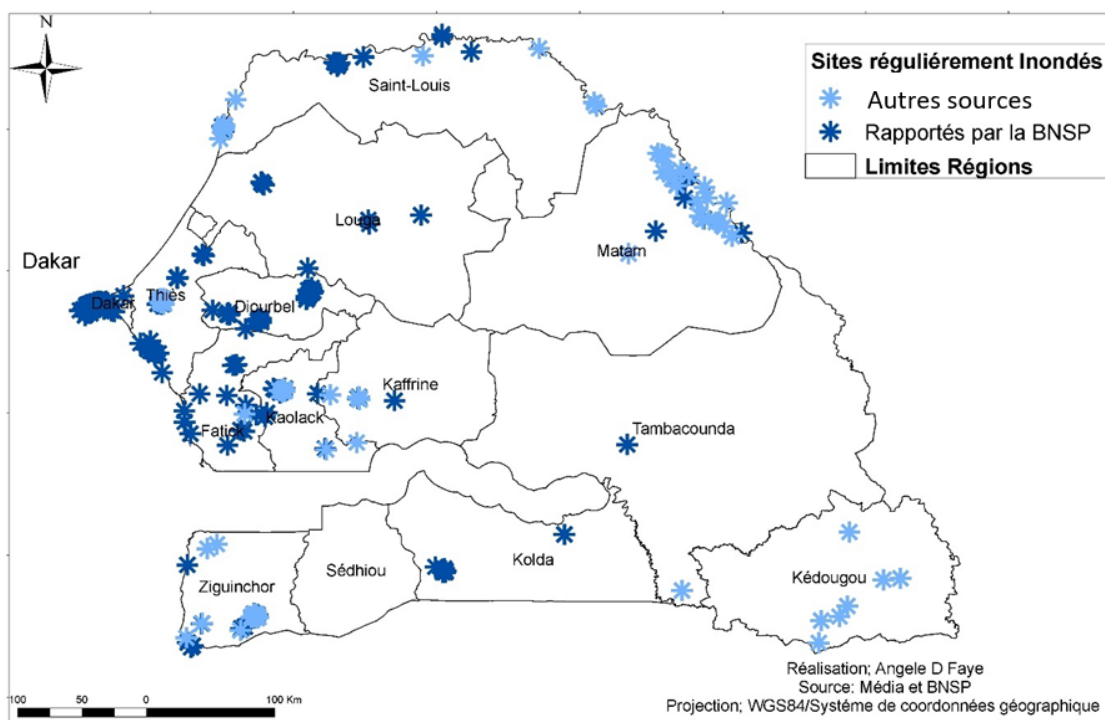 N
Sites réguliérement Inondés
Autres sources
Rapportés par la BNSP
Limites Régions
Saint-Louis
Louga
Matam
Dakar
Dakar
Thiès
Diourbel
Kaffrine
Kaolack
Fatick
Tambacounda
Ziguinchor
Sédhiou
Kolda
Kédougou
Réalisation; Angele D Faye
Source: Média et BNSP
Projection; WGS84/Systéme de coordonnées géographique
100 50 0 100 Km